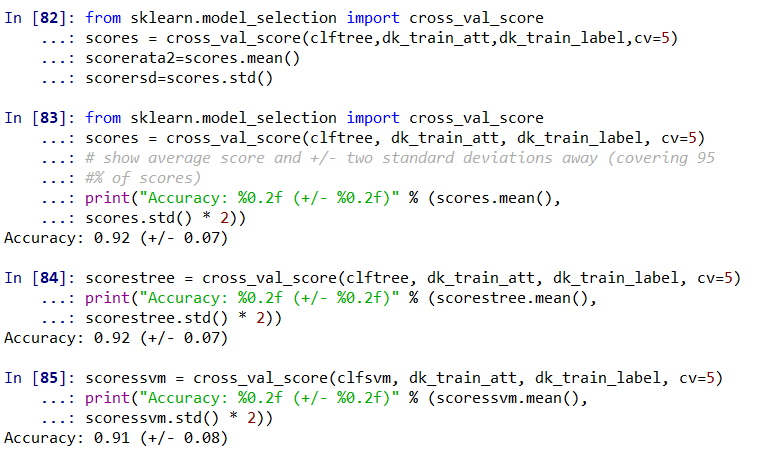 In [82]: from sklearn.model_selection import cross_val_score
...: scores = cross_val_score(clftree,dk_train_att,dk_train_label,cv=5)
...: scorerata2=scores.mean()
...: scorersd=scores.std()
In [83]: from sklearn.model_selection import cross_val_score
...: scores = cross_val_score(clftree, dk_train_att, dk_train_label, cv=5)
...: # show average score and +/- two standard deviations away (covering 95
...: #% of scores)
...: print("Accuracy: %0.2f (+/- %0.2f)" % (scores.mean(),
...: scores.std() * 2))
Accuracy: 0.92 (+/- 0.07)
In [84]: scorestree = cross_val_score(clftree, dk_train_att, dk_train_label, cv=5)
...: print("Accuracy: %0.2f (+/- %0.2f)" % (scorestree.mean(),
...: scorestree.std() * 2))
Accuracy: 0.92 (+/- 0.07)
In [85]: scoressvm = cross_val_score(clfsvm, dk_train_att, dk_train_label, cv=5)
...: print("Accuracy: %0.2f (+/- %0.2f)" % (scoressvm.mean(),
...: scoressvm.std() * 2))
Accuracy: 0.91 (+/- 0.08)